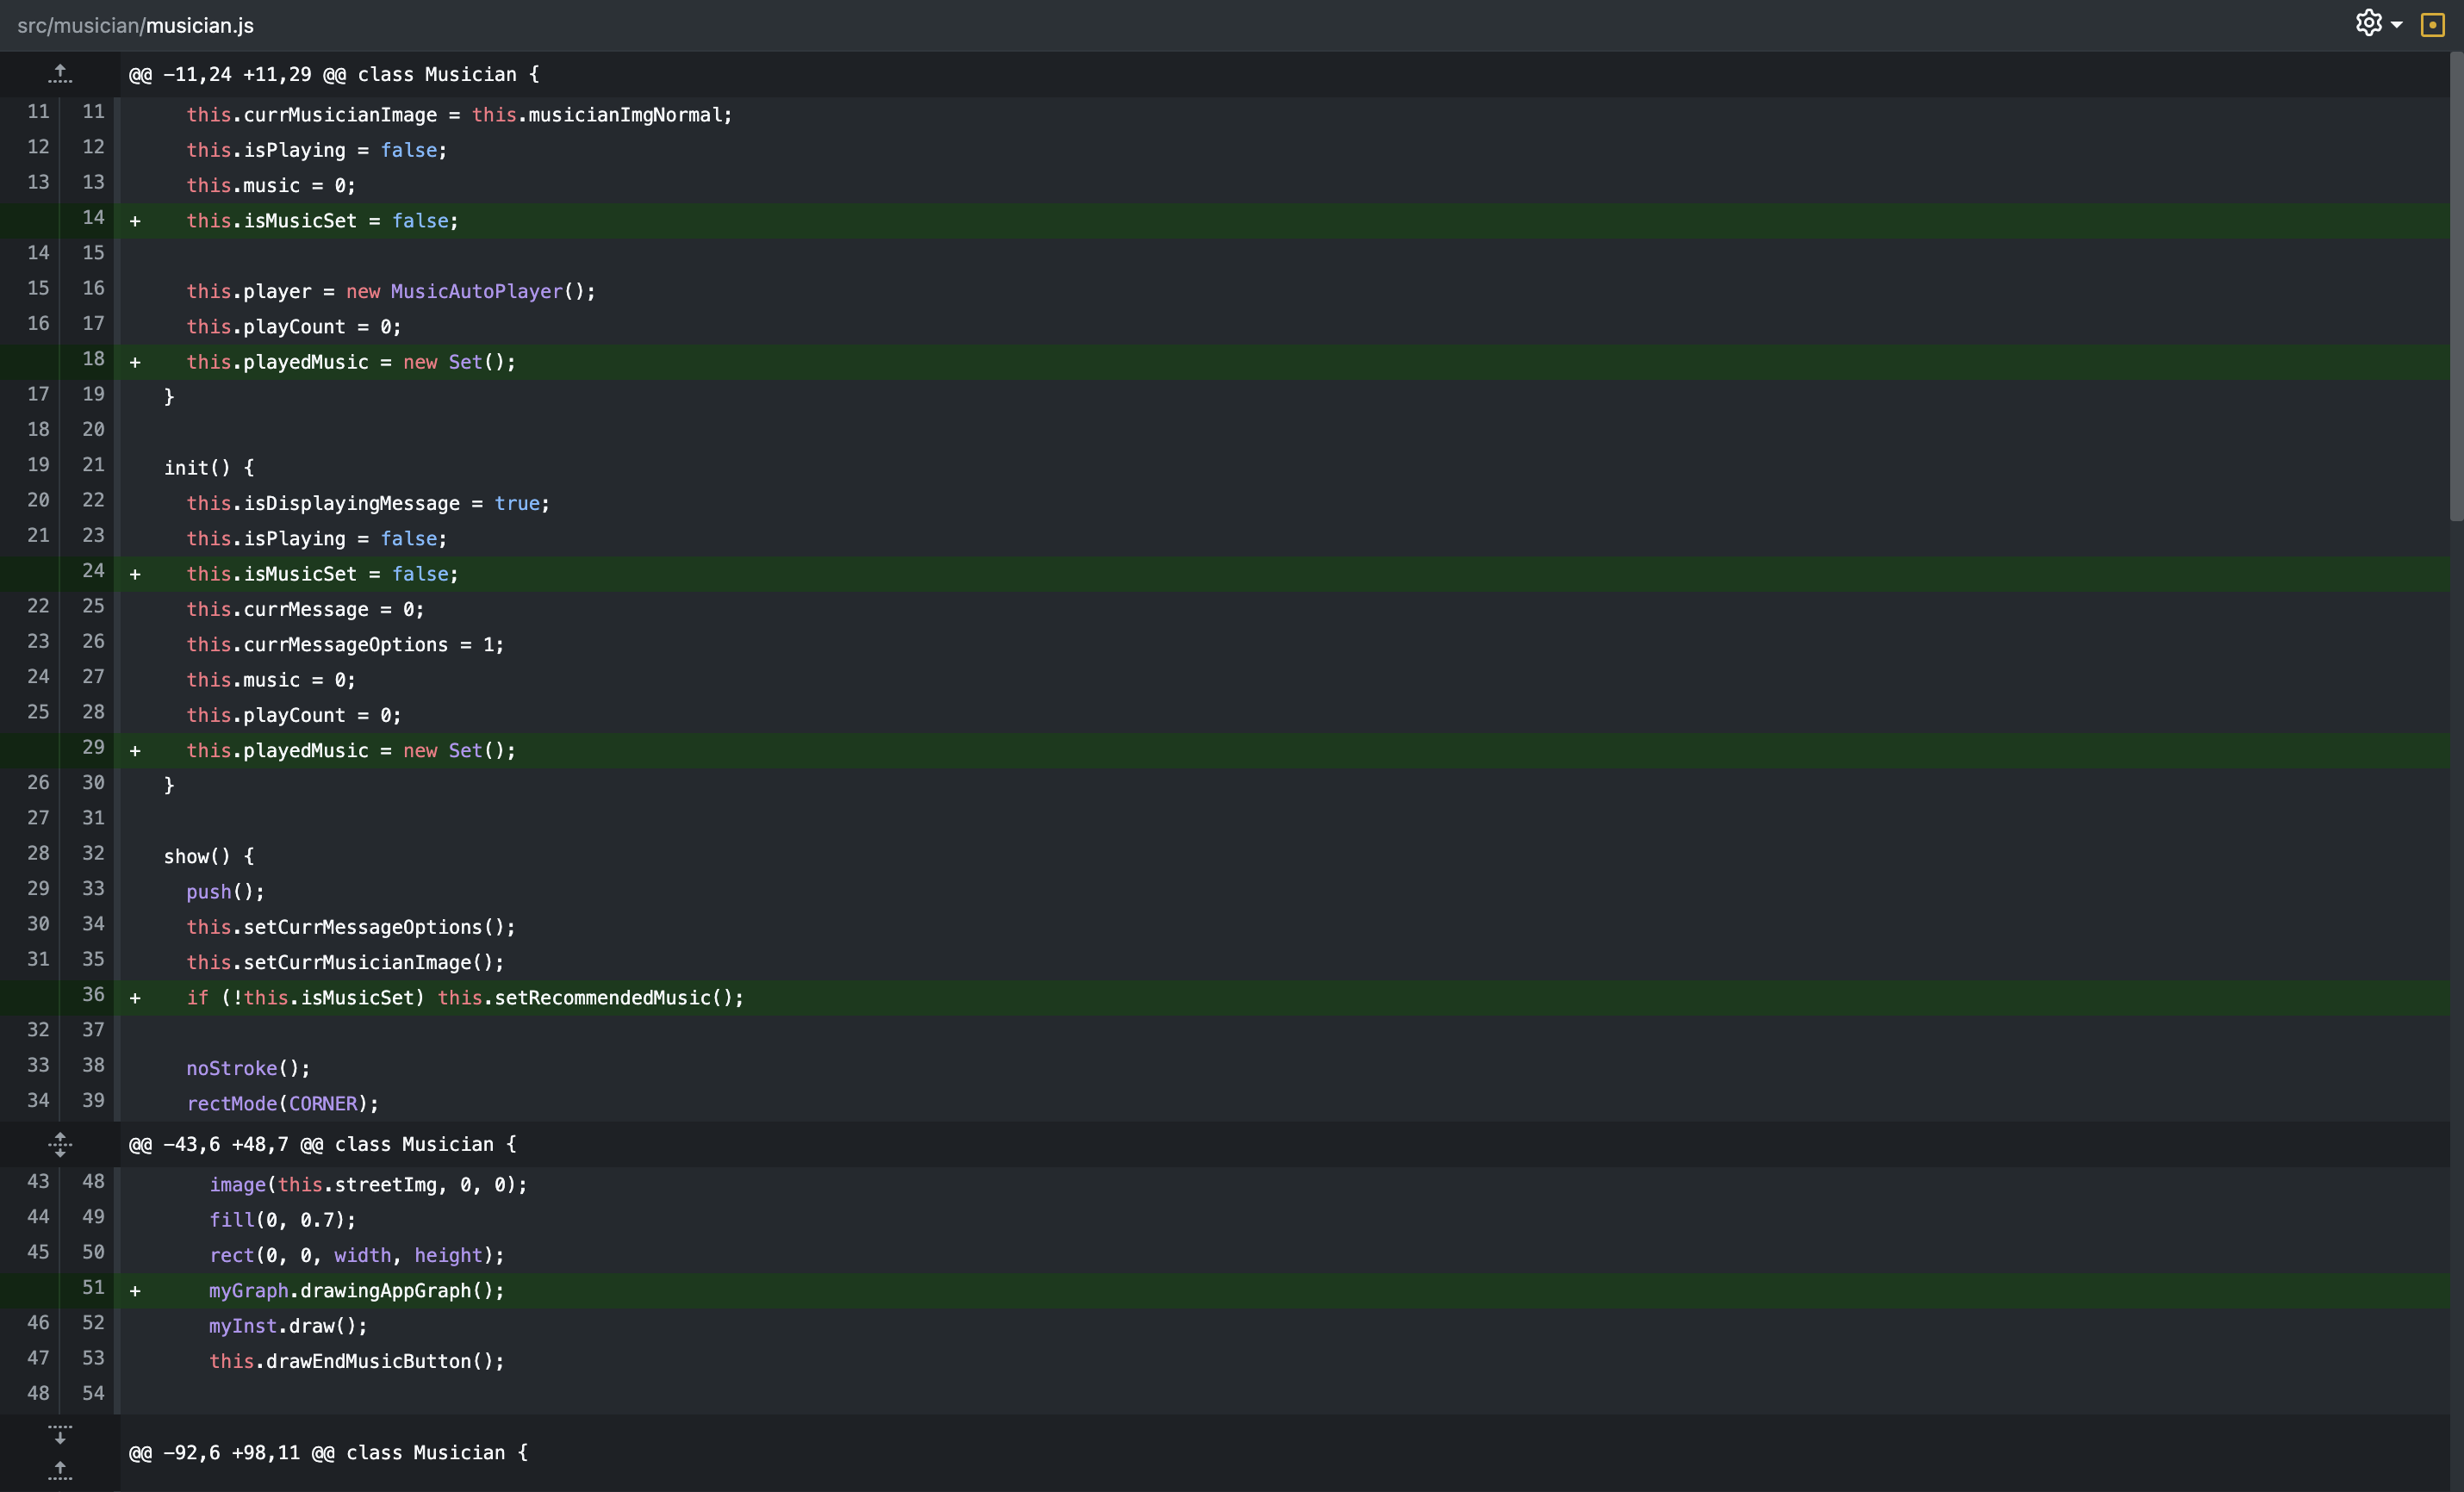 src/musician/musician.js
@@ -11,24 +11,29 @@ class Musician {
11 11 this.currMusicianImage = this.musicianImgNormal;
12 12 this.isPlaying = false;
13 13 this.music = 0;
14 + this.isMusicSet = false;
14 15
15 16 this.player = new MusicAutoPlayer();
16 17 this.playCount = 0;
18 + this.playedMusic = new Set();
17 19 }
18 20
19 21 init() {
20 22 this.isDisplayingMessage = true;
21 23 this.isPlaying = false;
24 + this.isMusicSet = false;
22 25 this.currMessage = 0;
23 26 this.currMessageOptions = 1;
24 27 this.music = 0;
25 28 this.playCount = 0;
29 + this.playedMusic = new Set();
26 30 }
27 31
28 32 show() {
29 33 push();
30 34 this.setCurrMessageOptions();
31 35 this.setCurrMusicianImage();
36 + if (!this.isMusicSet) this.setRecommendedMusic();
32 37
33 38 noStroke();
34 39 rectMode(CORNER);
@@ -43,6 +48,7 @@ class Musician {
43 48 image(this.streetImg, 0, 0);
44 49 fill(0, 0.7);
45 50 rect(0, 0, width, height);
51 + myGraph.drawingAppGraph();
46 52 myInst.draw();
47 53 this.drawEndMusicButton();
48 54
@@ -92,6 +98,11 @@ class Musician {